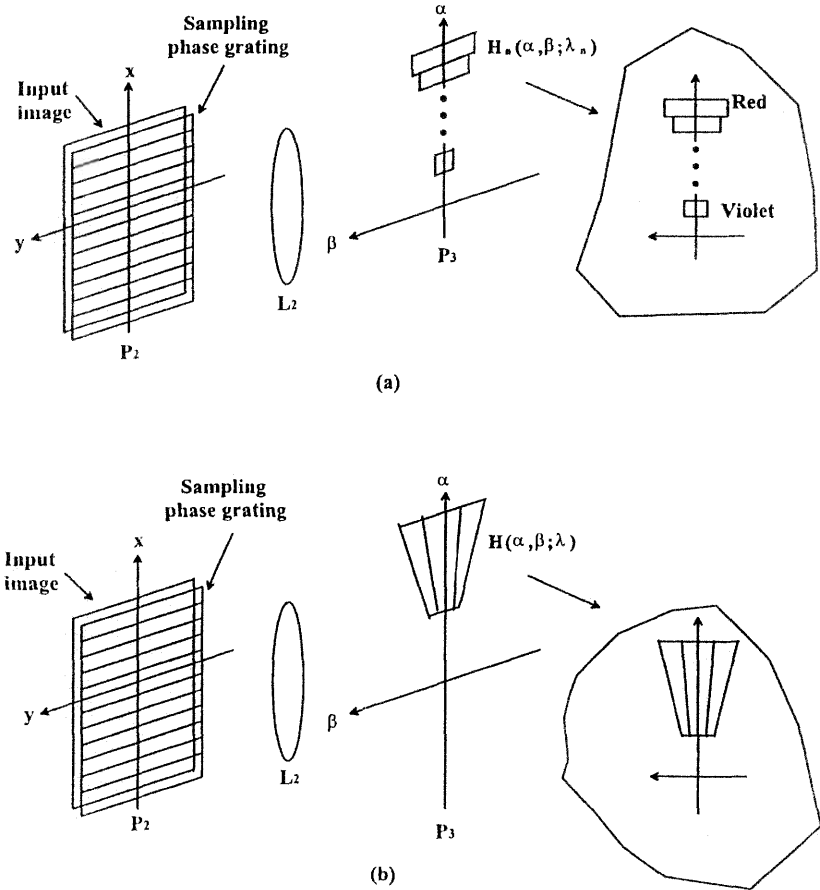 Sampling
phase grating
Input
image
x
y
P₂
L₂
α
β
P₃
Hₙ(α,β;λₙ)
Red
Violet
(a)
Sampling
phase grating
Input
image
x
y
P₂
L₂
α
β
P₃
H(α,β;λ)
(b)